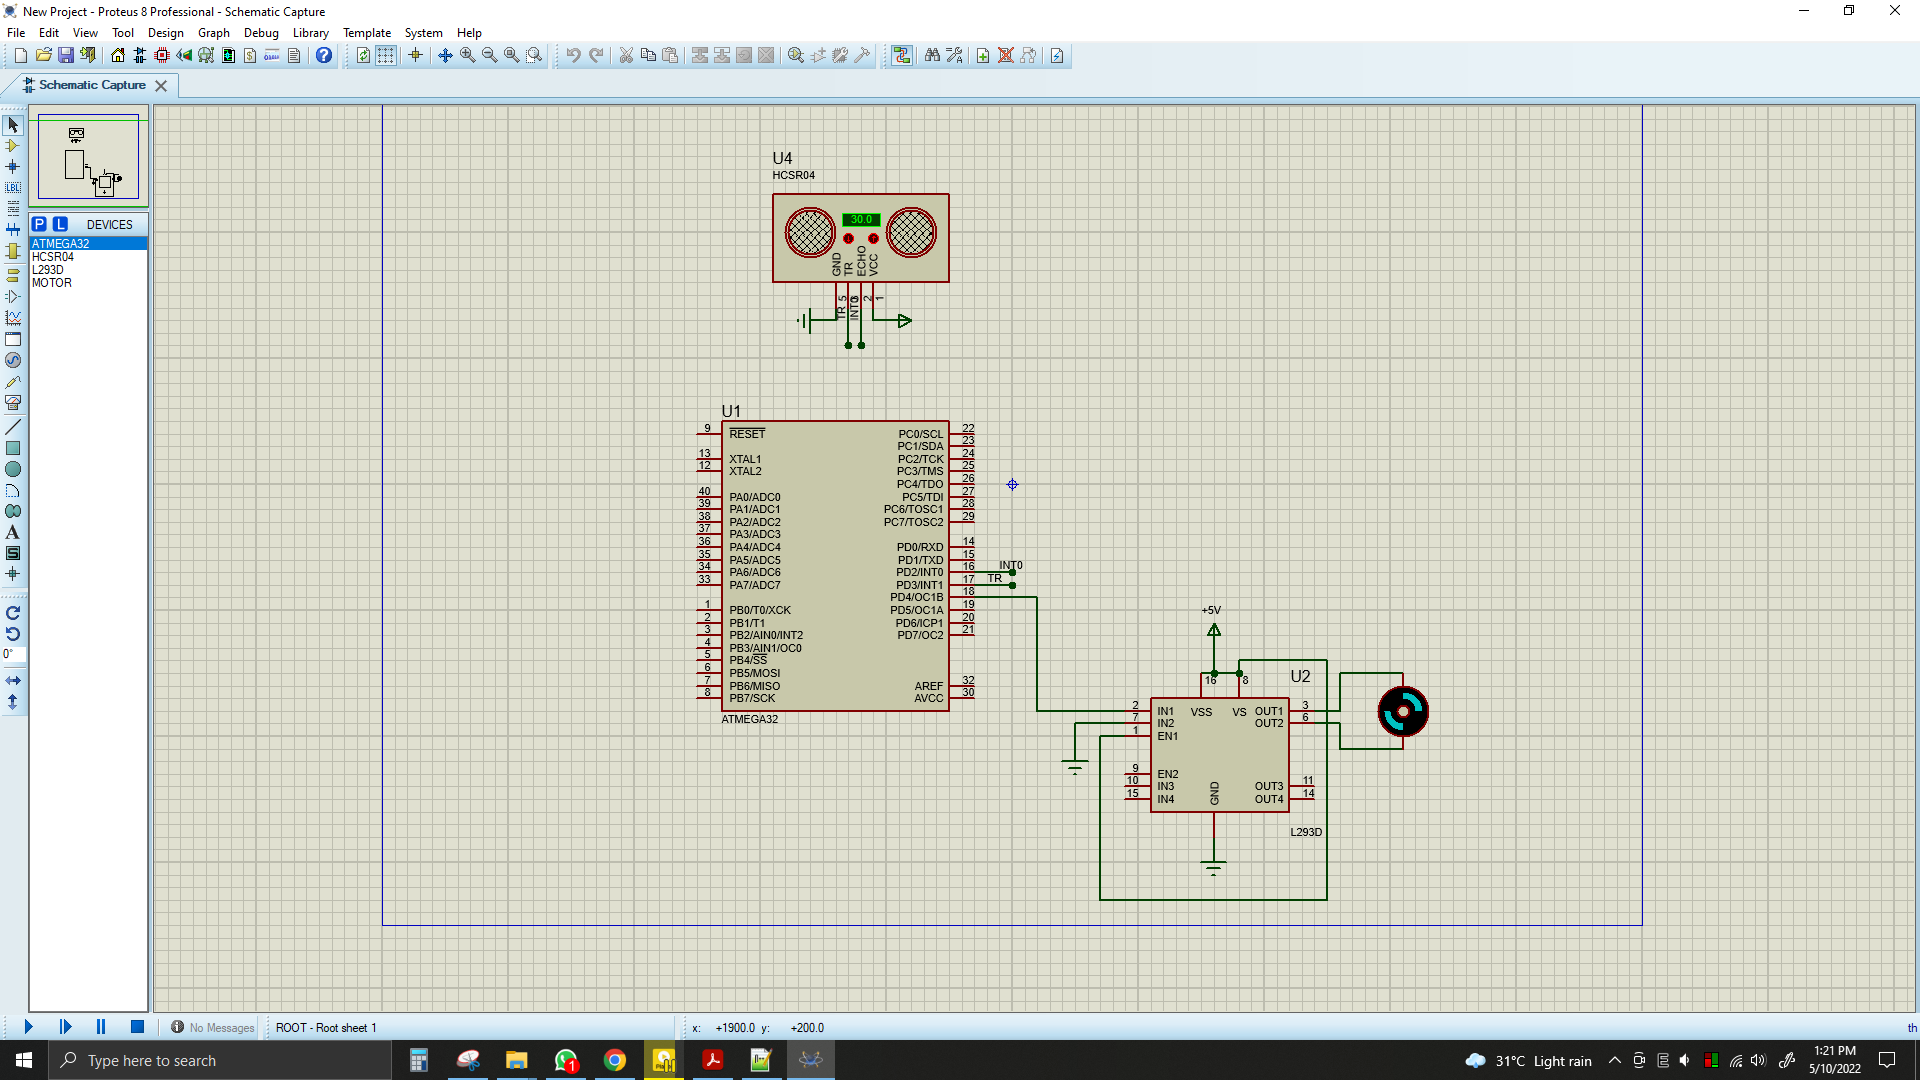 New Project - Proteus 8 Professional - Schematic Capture
File Edit View Tool Design Graph Debug Library Template System Help
Schematic Capture
P L DEVICES
ATMEGA32
HCSR04
L293D
MOTOR
LBL
A
S
0°
U4
HCSR04
30.0
GND
TR
ECHO
VCC
TR 5
INT0
2
1
U1
9 RESET
13 XTAL1
12 XTAL2
40 PA0/ADC0
39 PA1/ADC1
38 PA2/ADC2
37 PA3/ADC3
36 PA4/ADC4
35 PA5/ADC5
34 PA6/ADC6
33 PA7/ADC7
1 PB0/T0/XCK
2 PB1/T1
3 PB2/AIN0/INT2
4 PB3/AIN1/OC0
5 PB4/SS
6 PB5/MOSI
7 PB6/MISO
8 PB7/SCK
PC0/SCL 22
PC1/SDA 23
PC2/TCK 24
PC3/TMS 25
PC4/TDO 26
PC5/TDI 27
PC6/TOSC1 28
PC7/TOSC2 29
PD0/RXD 14
PD1/TXD 15
PD2/INT0 16 INT0
PD3/INT1 17 TR
PD4/OC1B 18
PD5/OC1A 19
PD6/ICP1 20
PD7/OC2 21
AREF 32
AVCC 30
ATMEGA32
+5V
16 8 U2
2 IN1 VSS VS OUT1 3
7 IN2 OUT2 6
1 EN1
9 EN2
10 IN3 OUT3 11
15 IN4 OUT4 14
GND
L293D
No Messages ROOT - Root sheet 1 x: +1900.0 y: +200.0 th
Type here to search
1
31°C Light rain
1:21 PM
5/10/2022